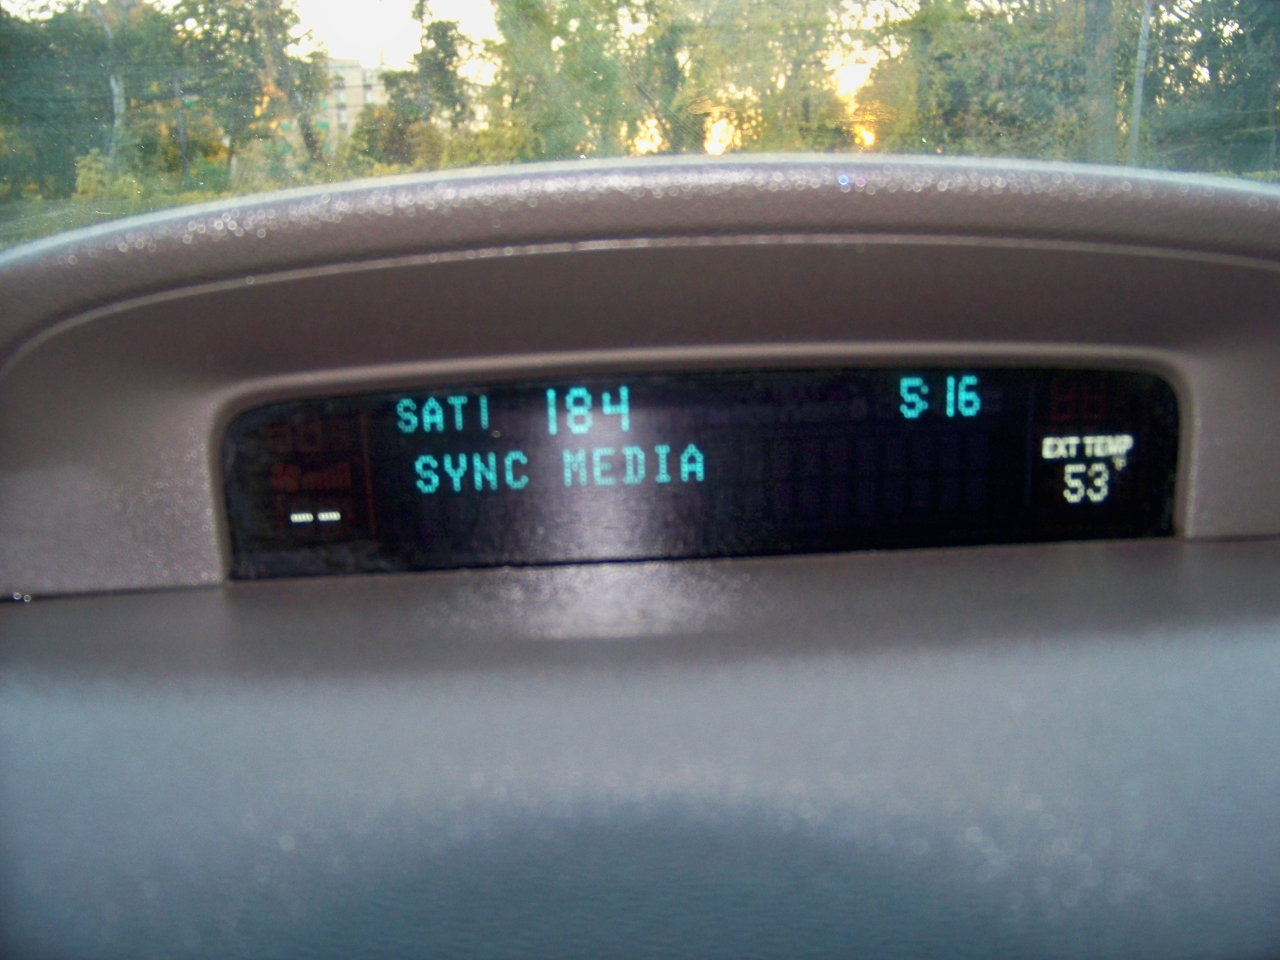 SAT1 184 5:16
SYNC MEDIA
EXT TEMP
53°F
--